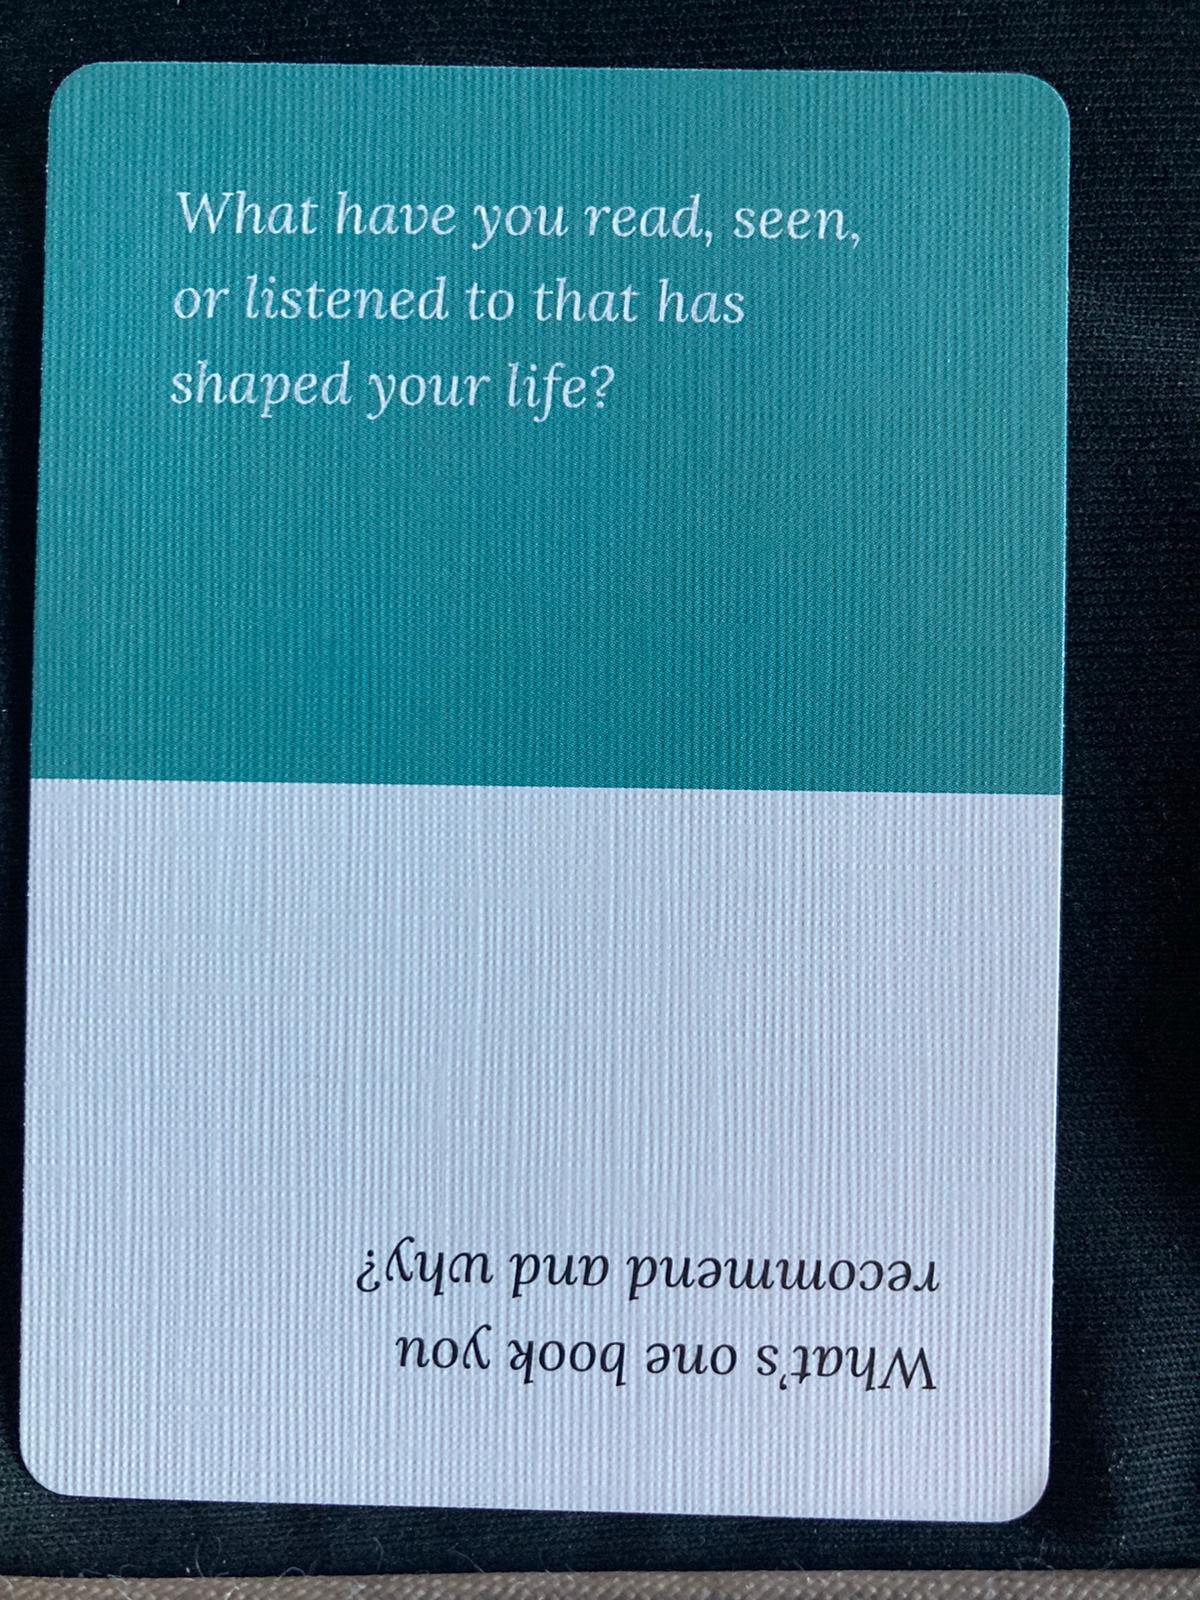 What have you read, seen,
or listened to that has
shaped your life?
What's one book you
recommend and why?